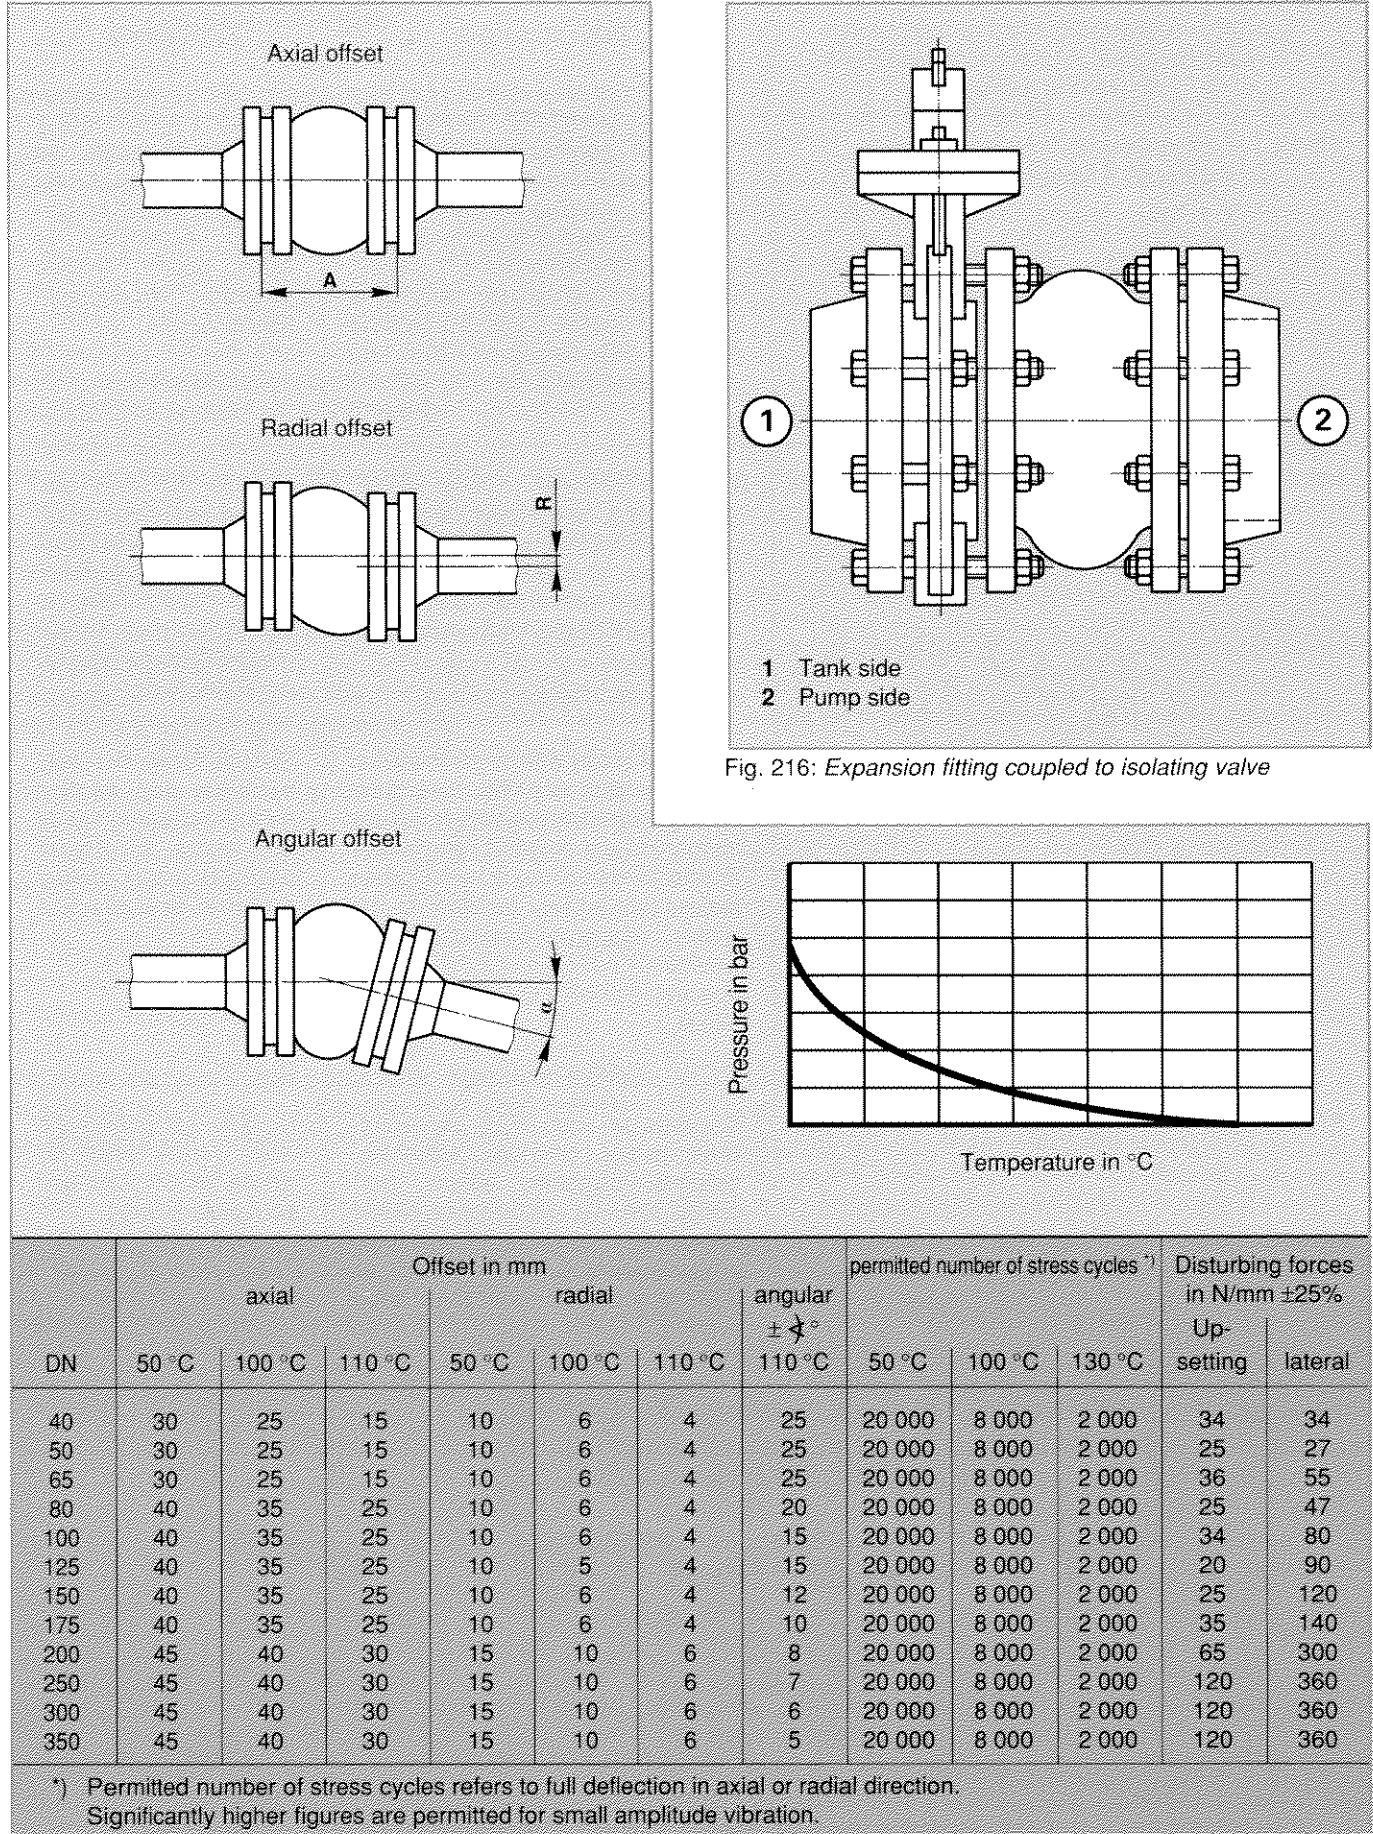 Axial offset
A
Radial offset
R
Angular offset
α
1
2
1 Tank side
2 Pump side
Fig. 216: Expansion fitting coupled to isolating valve
Pressure in bar
Temperature in °C
Offset in mm permitted number of stress cycles *) Disturbing forces
axial radial angular in N/mm ±25%
± ∢° Up-
DN 50 °C 100 °C 110 °C 50 °C 100 °C 110 °C 110 °C 50 °C 100 °C 130 °C setting lateral
40 30 25 15 10 6 4 25 20 000 8 000 2 000 34 34
50 30 25 15 10 6 4 25 20 000 8 000 2 000 25 27
65 30 25 15 10 6 4 25 20 000 8 000 2 000 36 55
80 40 35 25 10 6 4 20 20 000 8 000 2 000 25 47
100 40 35 25 10 6 4 15 20 000 8 000 2 000 34 80
125 40 35 25 10 5 4 15 20 000 8 000 2 000 20 90
150 40 35 25 10 6 4 12 20 000 8 000 2 000 25 120
175 40 35 25 10 6 4 10 20 000 8 000 2 000 35 140
200 45 40 30 15 10 6 8 20 000 8 000 2 000 65 300
250 45 40 30 15 10 6 7 20 000 8 000 2 000 120 360
300 45 40 30 15 10 6 6 20 000 8 000 2 000 120 360
350 45 40 30 15 10 6 5 20 000 8 000 2 000 120 360
*) Permitted number of stress cycles refers to full deflection in axial or radial direction.
Significantly higher figures are permitted for small amplitude vibration.